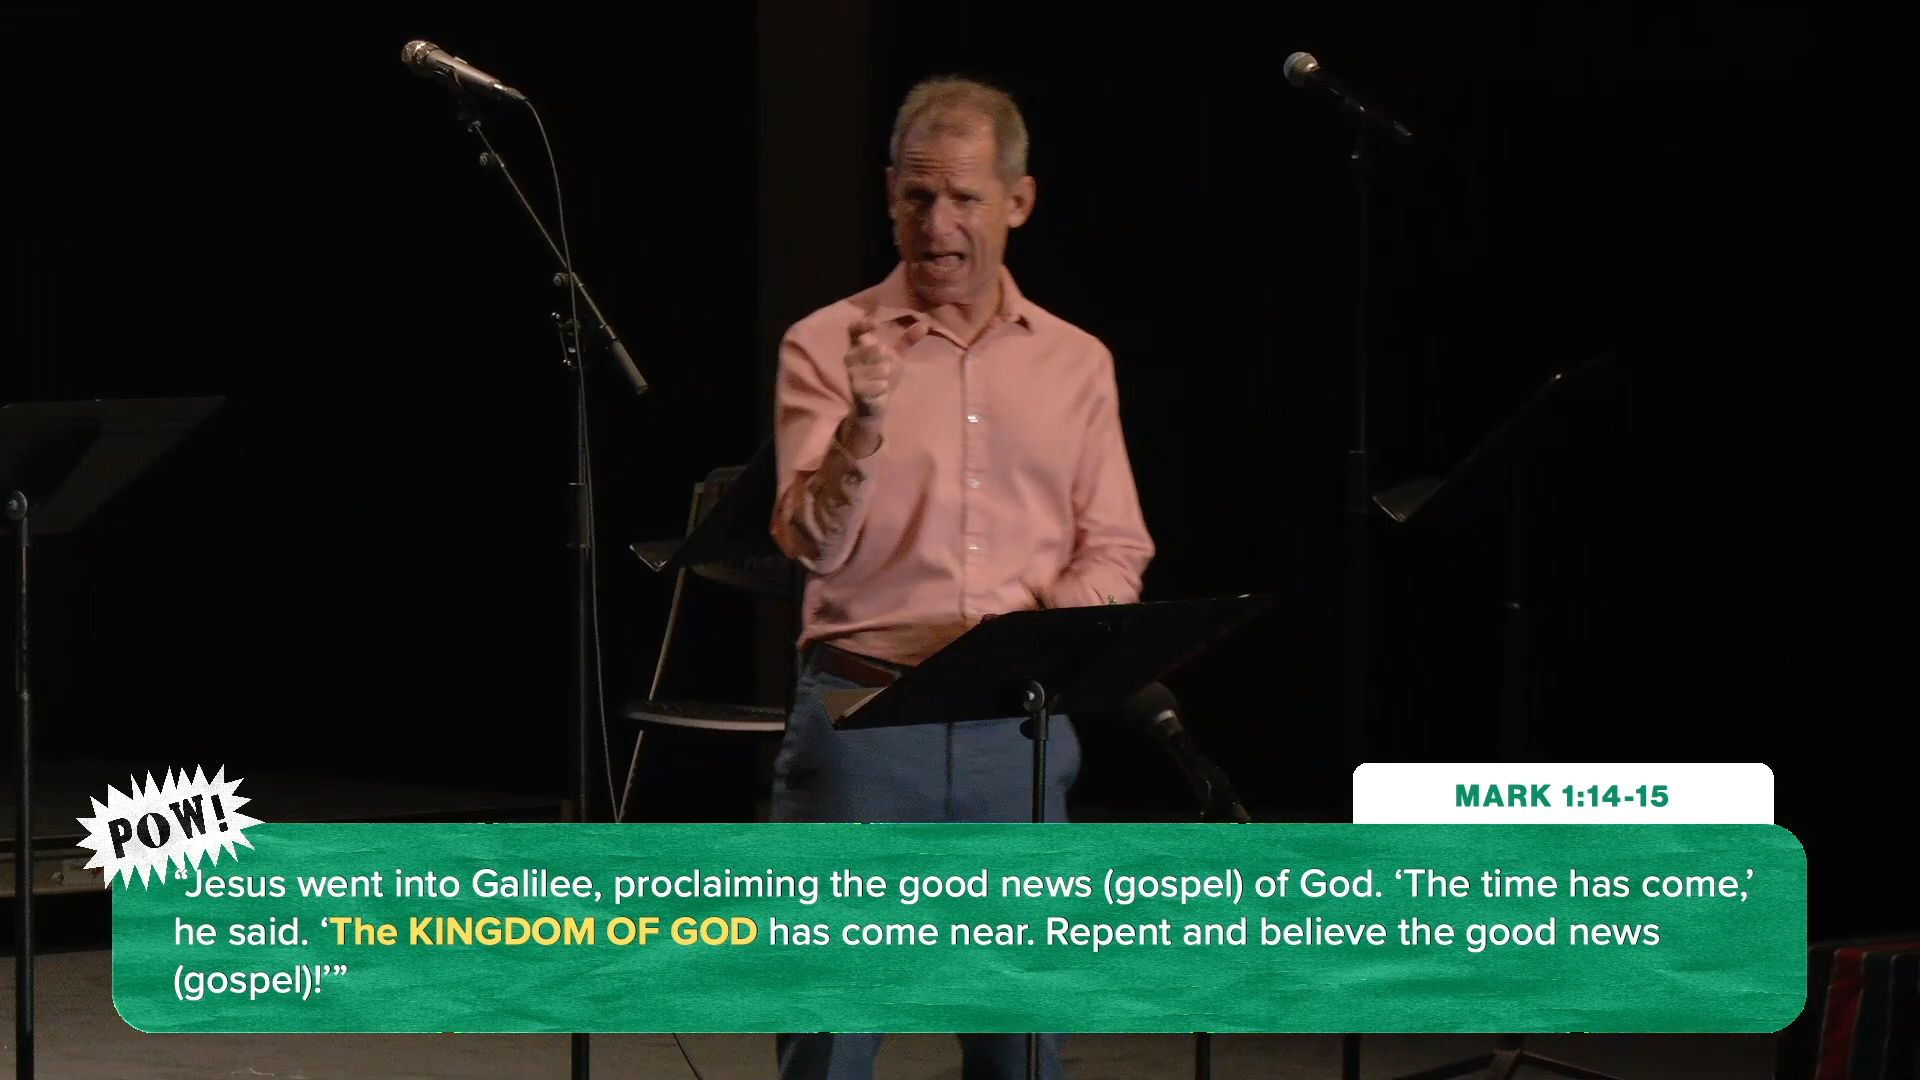 MARK 1:14-15
POW!
“Jesus went into Galilee, proclaiming the good news (gospel) of God. ‘The time has come,’
he said. ‘The KINGDOM OF GOD has come near. Repent and believe the good news
(gospel)!’”